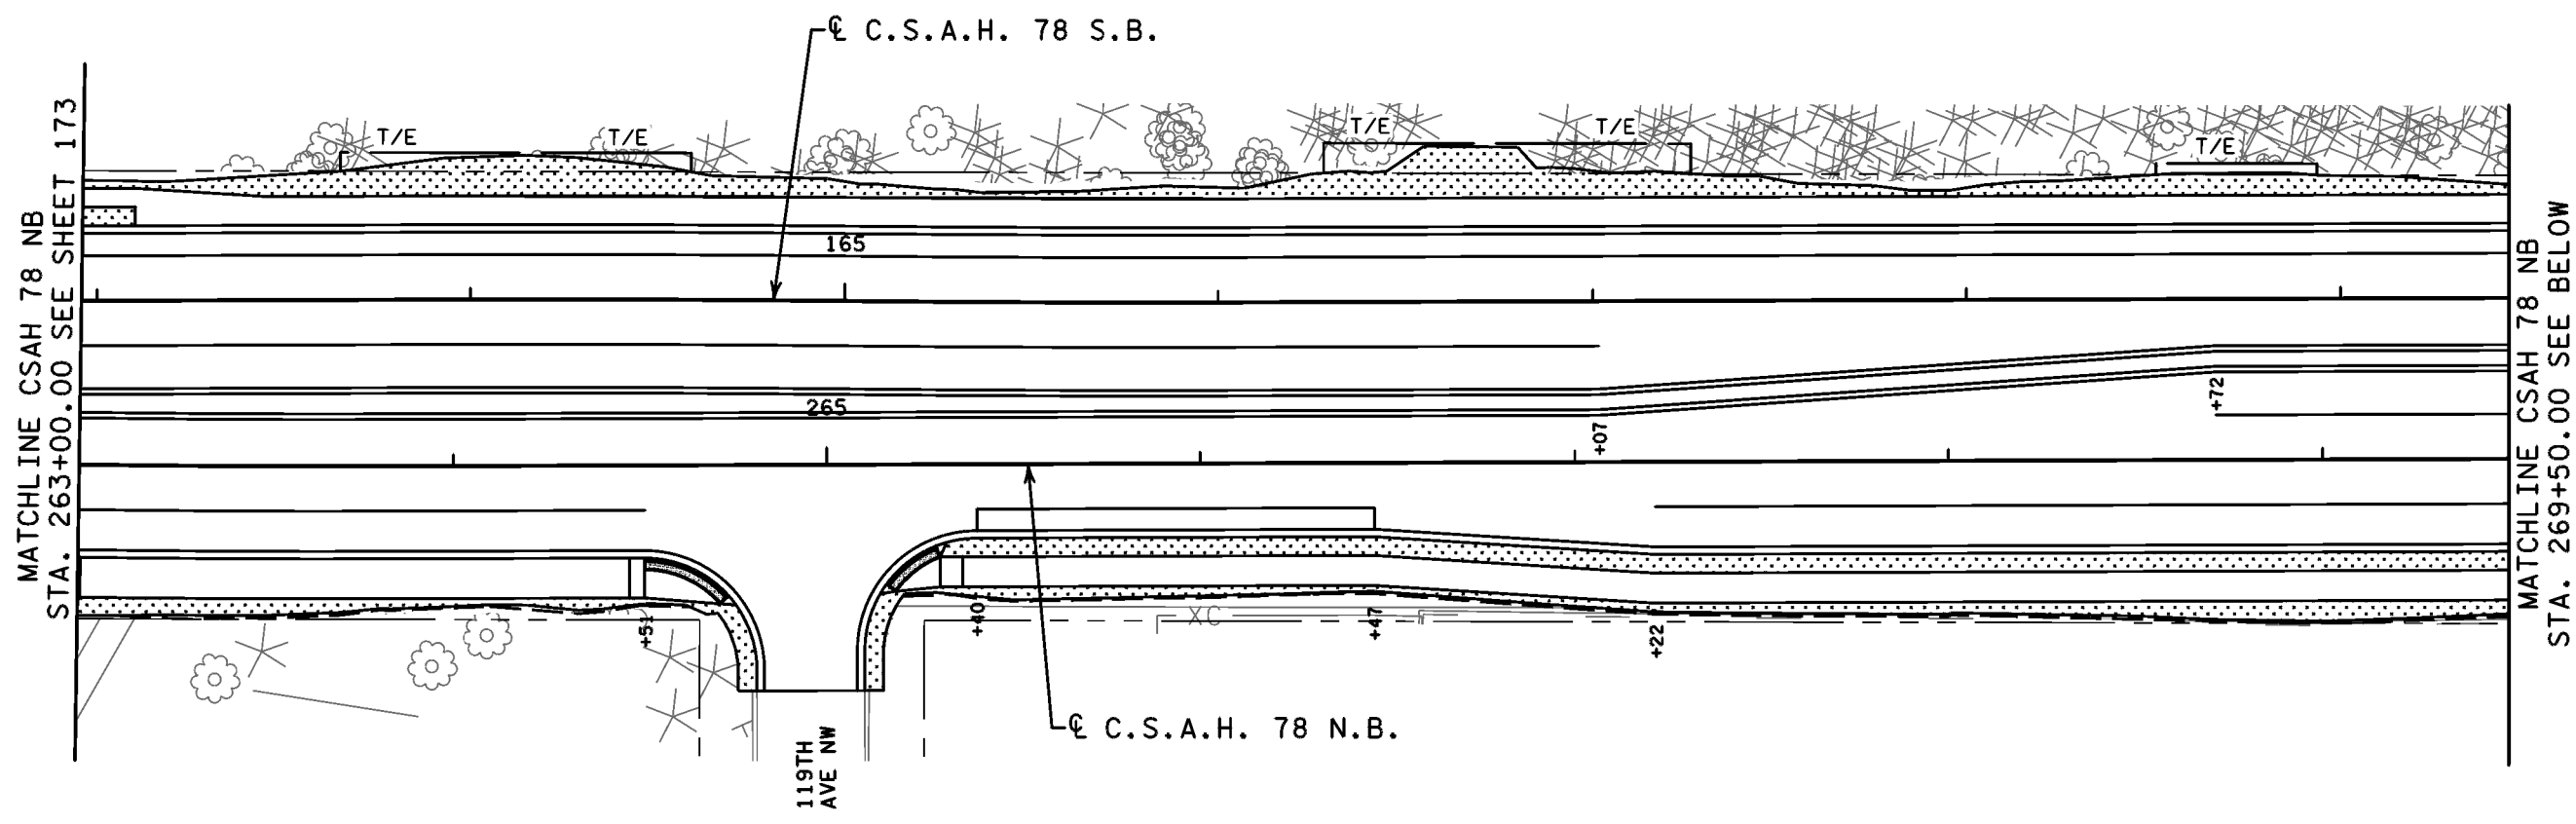 ℄ C.S.A.H. 78 S.B.
MATCHLINE CSAH 78 NB
STA. 263+00.00 SEE SHEET 173
T/E
T/E
T/E
T/E
T/E
165
265
+72
+07
+51
+40
+47
+22
XC
℄ C.S.A.H. 78 N.B.
119TH
AVE NW
MATCHLINE CSAH 78 NB
STA. 269+50.00 SEE BELOW